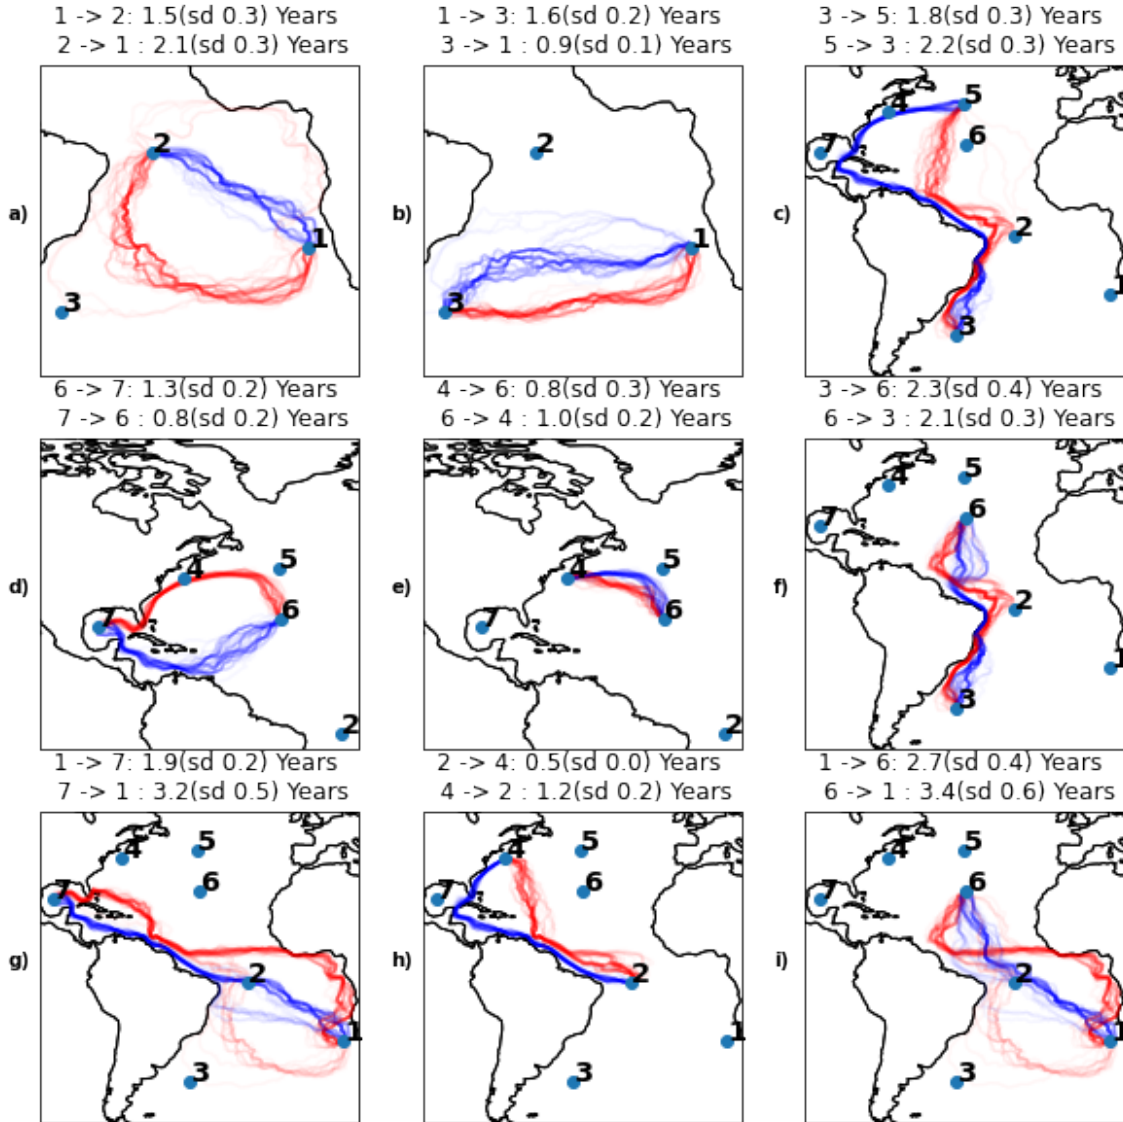 1 -> 2: 1.5(sd 0.3) Years
2 -> 1 : 2.1(sd 0.3) Years
1 -> 3: 1.6(sd 0.2) Years
3 -> 1 : 0.9(sd 0.1) Years
3 -> 5: 1.8(sd 0.3) Years
5 -> 3 : 2.2(sd 0.3) Years
a)
2
1
3
b)
2
1
3
c)
4
5
6
7
2
1
3
6 -> 7: 1.3(sd 0.2) Years
7 -> 6 : 0.8(sd 0.2) Years
4 -> 6: 0.8(sd 0.3) Years
6 -> 4 : 1.0(sd 0.2) Years
3 -> 6: 2.3(sd 0.4) Years
6 -> 3 : 2.1(sd 0.3) Years
d)
5
4
6
7
2
e)
5
4
6
7
2
f)
5
4
6
7
2
1
3
1 -> 7: 1.9(sd 0.2) Years
7 -> 1 : 3.2(sd 0.5) Years
2 -> 4: 0.5(sd 0.0) Years
4 -> 2 : 1.2(sd 0.2) Years
1 -> 6: 2.7(sd 0.4) Years
6 -> 1 : 3.4(sd 0.6) Years
g)
5
4
6
7
2
1
3
h)
5
4
6
7
2
1
3
i)
5
4
6
7
2
1
3